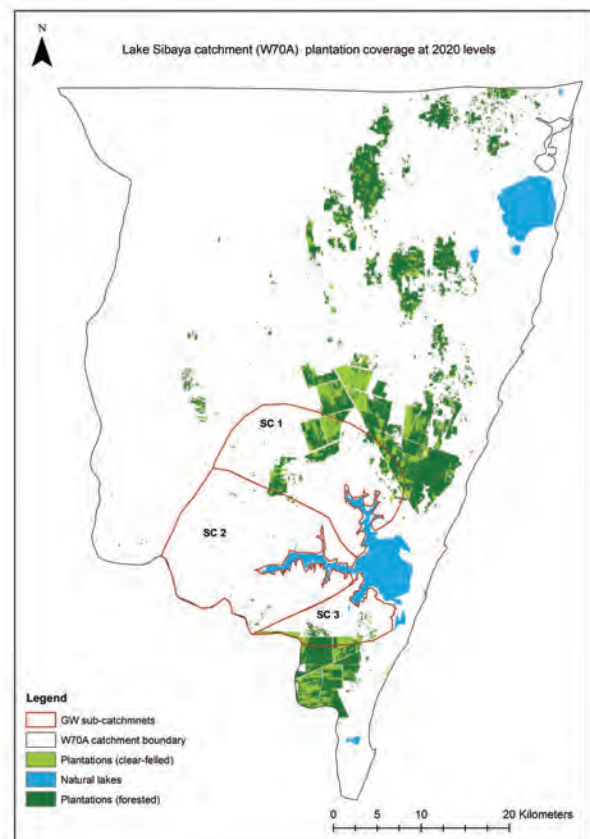 N
Lake Sibaya catchment (W70A) plantation coverage at 2020 levels
SC 1
SC 2
SC 3
Legend
GW sub-catchmnets
W70A catchment boundary
Plantations (clear-felled)
Natural lakes
Plantations (forested)
0 5 10 20 Kilometers